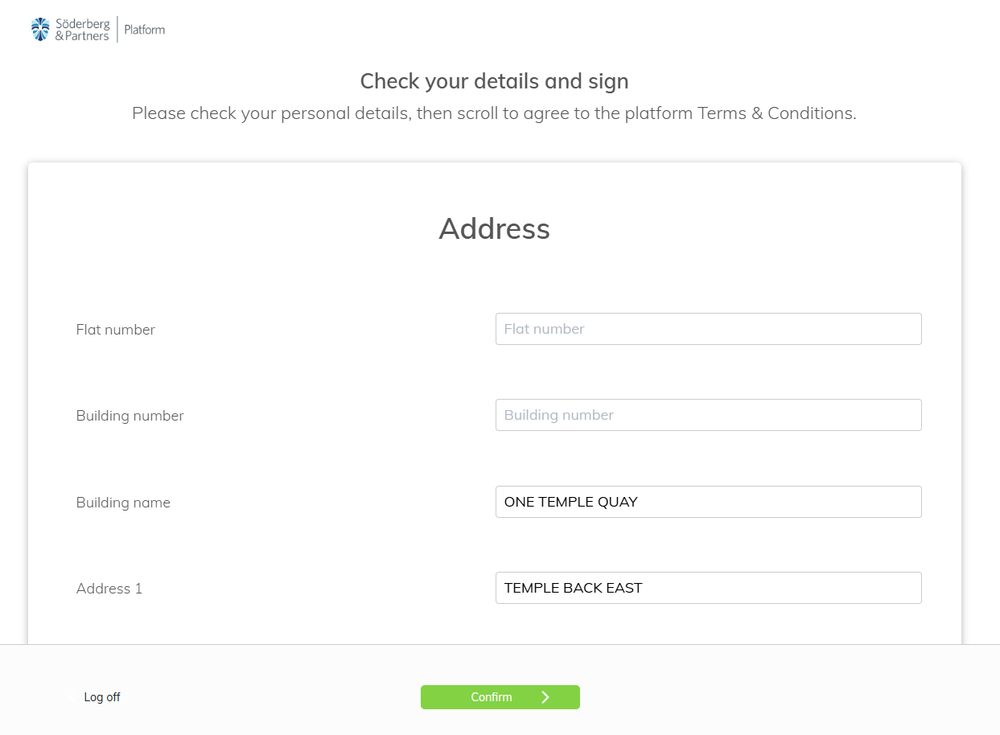 Söderberg
& Partners
Platform
Check your details and sign
Please check your personal details, then scroll to agree to the platform Terms & Conditions.
Address
Flat number
Flat number
Building number
Building number
Building name
ONE TEMPLE QUAY
Address 1
TEMPLE BACK EAST
Log off
Confirm